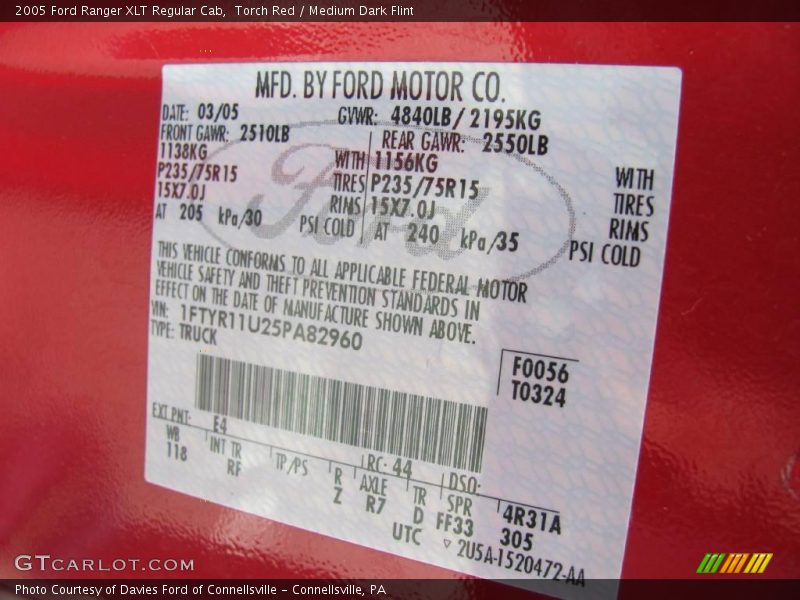 2005 Ford Ranger XLT Regular Cab,  Torch Red / Medium Dark Flint
MFD. BY FORD MOTOR CO.
DATE: 03/05 GVWR: 4840LB/ 2195KG
FRONT GAWR: 2510LB REAR GAWR: 2550LB
1138KG WITH 1156KG WITH
P235/75R15 TIRES P235/75R15 TIRES
15X7.0J RIMS 15X7.0J RIMS
AT 205 kPa/30 PSI COLD AT 240 kPa/35 PSI COLD
Ford
THIS VEHICLE CONFORMS TO ALL APPLICABLE FEDERAL MOTOR
VEHICLE SAFETY AND THEFT PREVENTION STANDARDS IN
EFFECT ON THE DATE OF MANUFACTURE SHOWN ABOVE.
VIN: 1FTYR11U25PA82960
TYPE: TRUCK
F0056
T0324
EXT PNT: E4 RC: 44 DSO:
WB INT TR TP/PS R AXLE TR SPR 4R31A
118 RF Z R7 D FF33 305
UTC ▽ 2U5A-1520472-AA
GTCARLOT.COM
Photo Courtesy of Davies Ford of Connellsville - Connellsville, PA